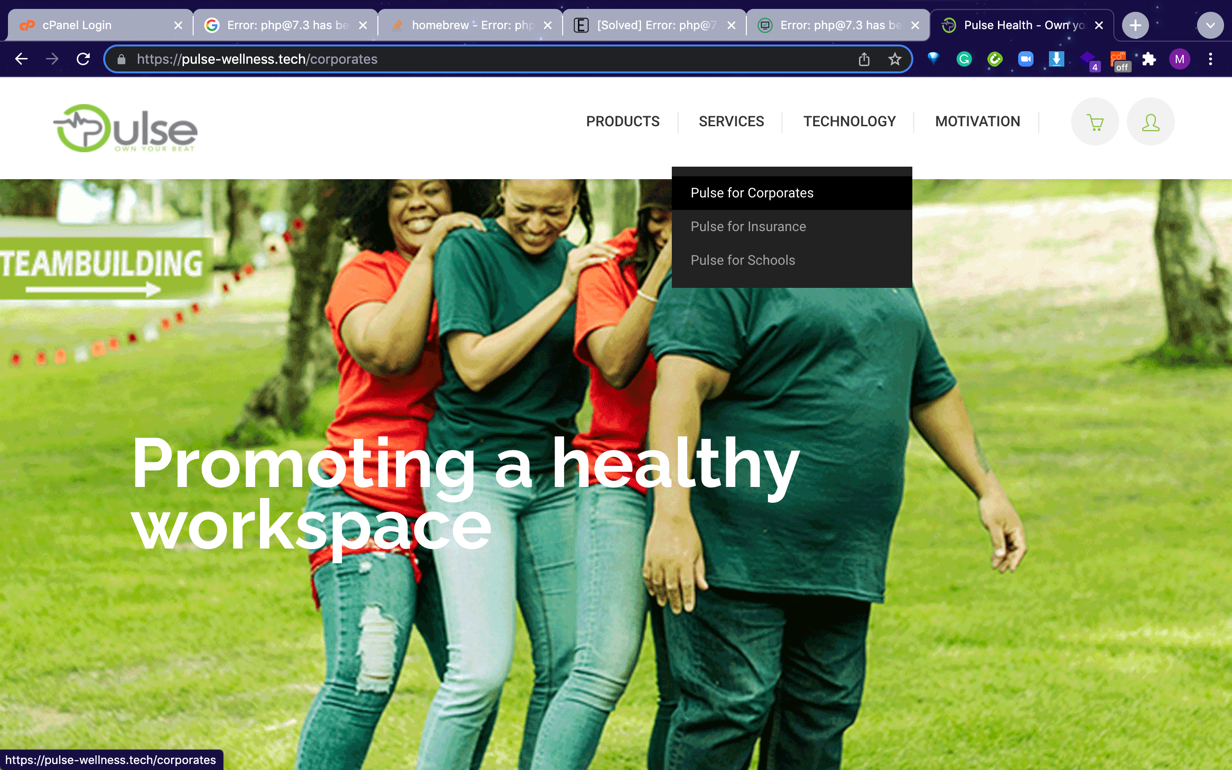 cPanel Login
Error: php@7.3 has be
homebrew - Error: php
[Solved] Error: php@7
Error: php@7.3 has be
Pulse Health - Own yo
https://pulse-wellness.tech/corporates
4
off
M
Pulse
OWN YOUR BEAT
PRODUCTS
SERVICES
TECHNOLOGY
MOTIVATION
Pulse for Corporates
Pulse for Insurance
Pulse for Schools
TEAMBUILDING
Promoting a healthy
workspace
https://pulse-wellness.tech/corporates